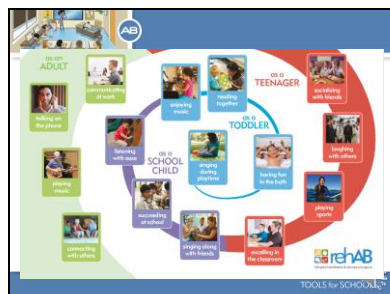 AB
as an
ADULT
communicating
at work
talking on
the phone
playing
music
connecting
with others
as a
SCHOOL
CHILD
enjoying
music
listening
with ease
succeeding
at school
singing along
with friends
as a
TODDLER
reading
together
singing
during
playtime
having fun
in the bath
as a
TEENAGER
socialising
with friends
laughing
with others
playing
sports
excelling in
the classroom
rehAB
TOOLS FOR SCHOOLS